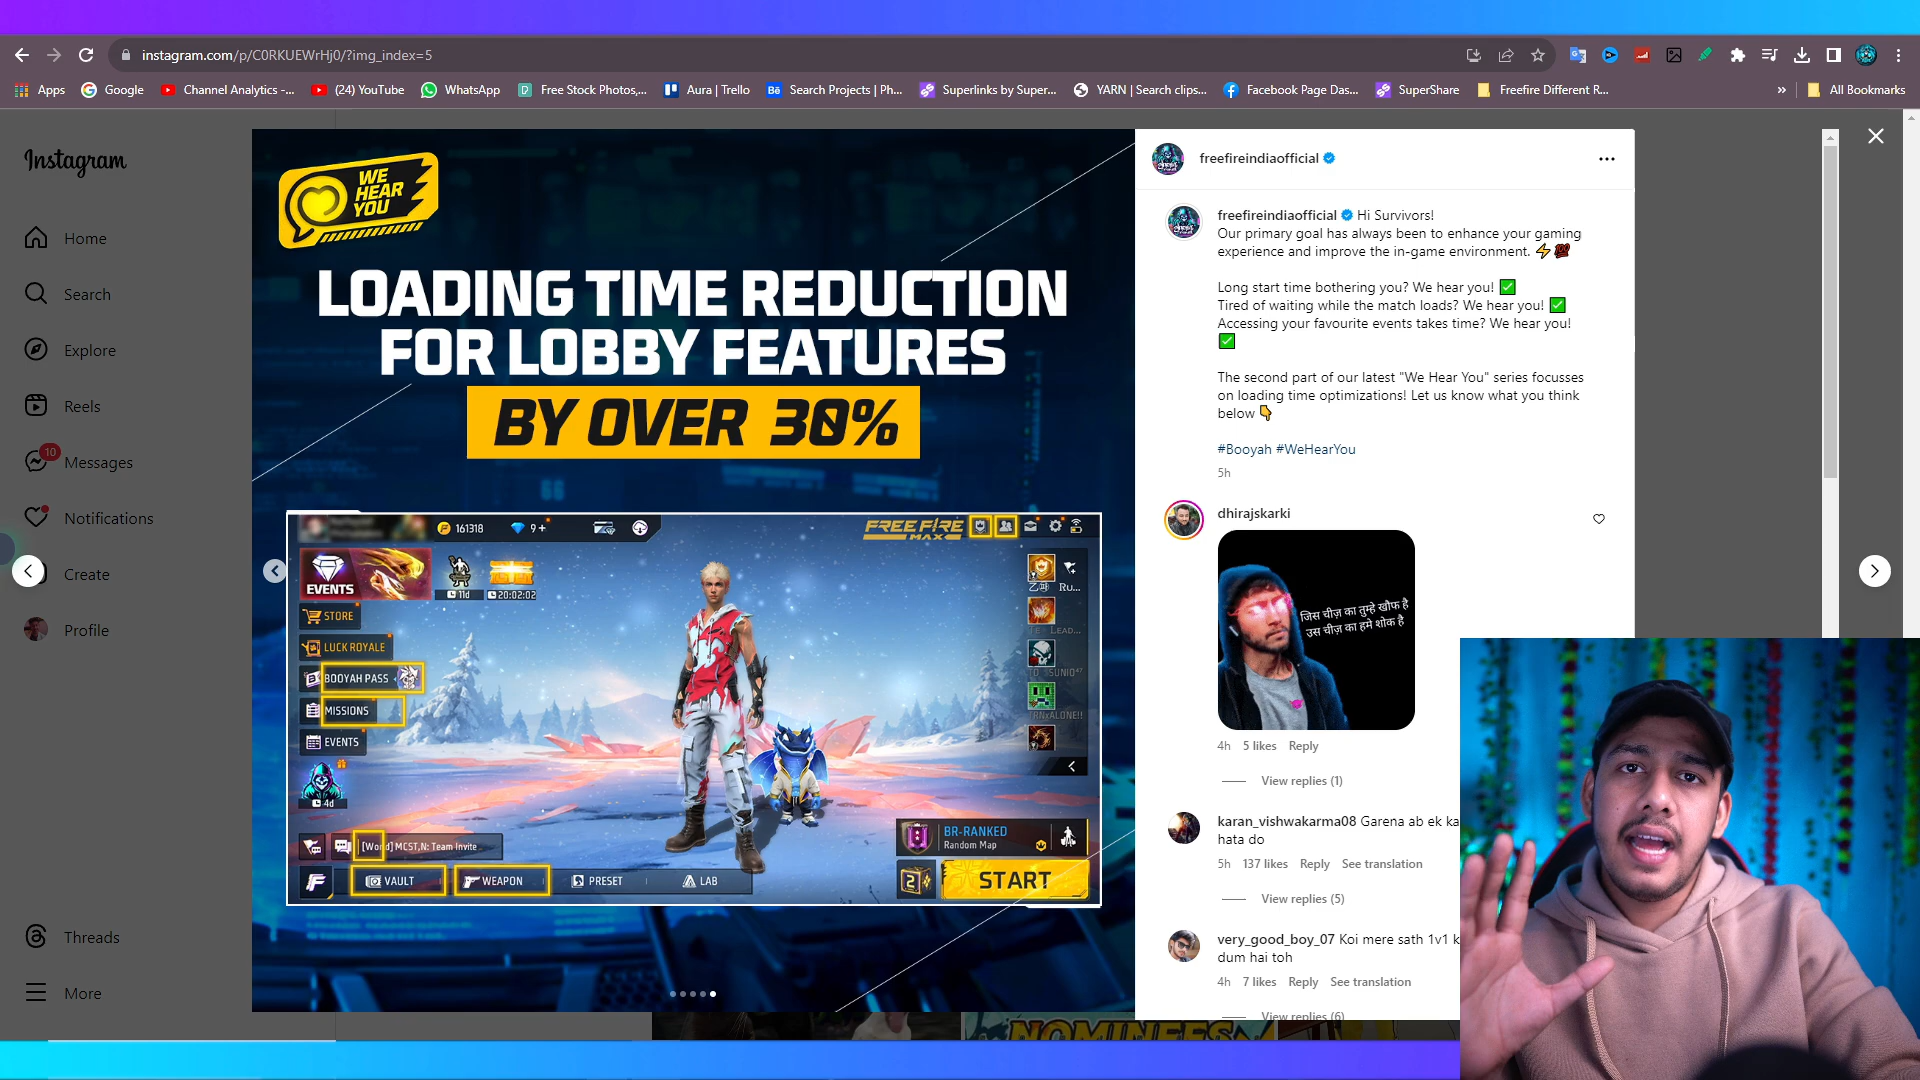 instagram.com/p/C0RKUEWrHj0/?img_index=5
Apps
Google
Channel Analytics -...
(24) YouTube
WhatsApp
Free Stock Photos,...
Aura | Trello
Search Projects | Ph...
Superlinks by Super...
YARN | Search clips...
Facebook Page Das...
SuperShare
Freefire Different R...
»
All Bookmarks
Instagram
Home
Search
Explore
Reels
10
Messages
Notifications
Create
Profile
Threads
More
WE
HEAR
YOU
LOADING TIME REDUCTION
FOR LOBBY FEATURES
BY OVER 30%
161318
9+
FREE FIRE
MAX
EVENTS
11d
20:02:02
STORE
LUCK ROYALE
BOOYAH PASS
MISSIONS
EVENTS
4d
Ru...
[World] MCST,N: Team Invite
VAULT
WEAPON
PRESET
LAB
BR-RANKED
Random Map
2
START
freefireindiaofficial
freefireindiaofficial Hi Survivors!
Our primary goal has always been to enhance your gaming
experience and improve the in-game environment. ⚡💯
Long start time bothering you? We hear you! ✅
Tired of waiting while the match loads? We hear you! ✅
Accessing your favourite events takes time? We hear you!
✅
The second part of our latest "We Hear You" series focusses
on loading time optimizations! Let us know what you think
below 👇
#Booyah #WeHearYou
5h
dhirajskarki
जिस चीज़ का तुम्हे खौफ है
उस चीज़ का हमे शोक है
4h 5 likes Reply
View replies (1)
karan_vishwakarma08 Garena ab ek ka
hata do
5h 137 likes Reply See translation
View replies (5)
very_good_boy_07 Koi mere sath 1v1 k
dum hai toh
4h 7 likes Reply See translation
View replies (6)
NOMINEES